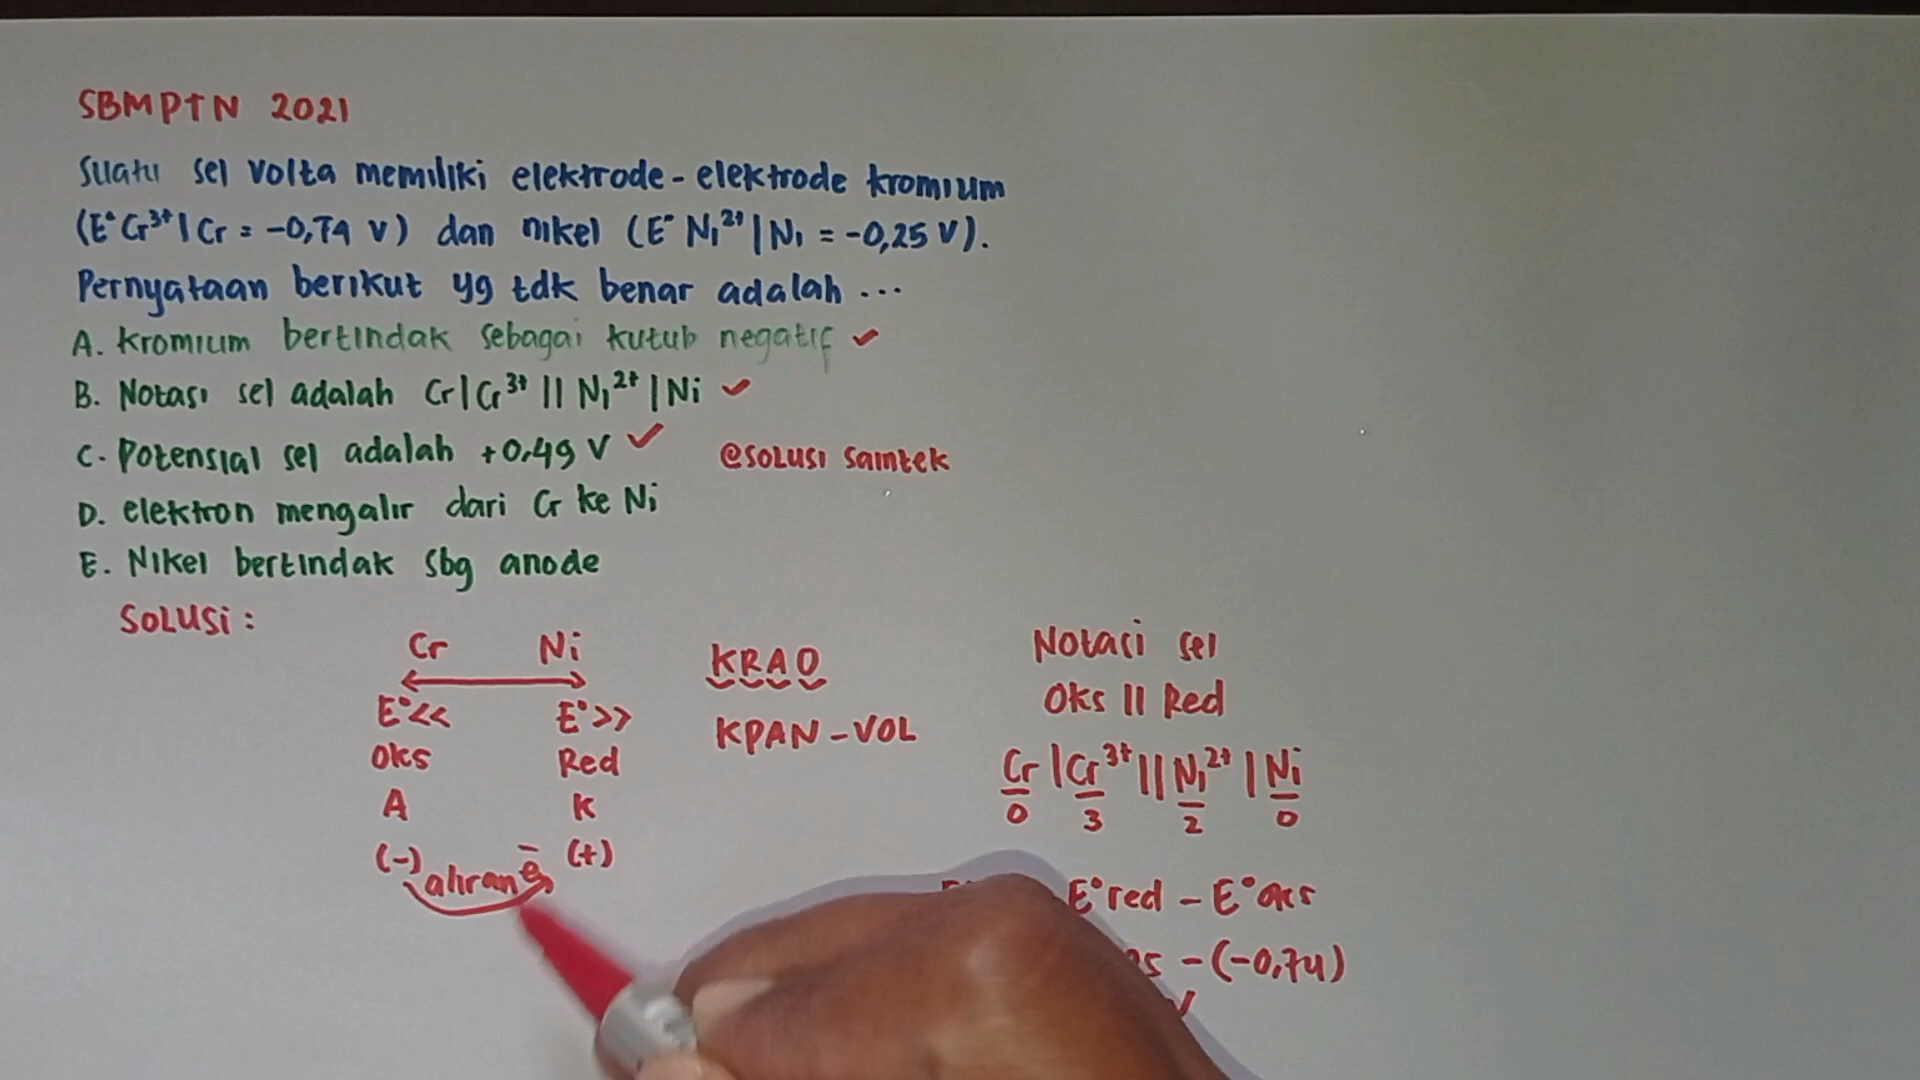 SBMPTN 2021
Suatu sel volta memiliki elektrode-elektrode kromium
(E° Cr³⁺|Cr = -0,74 V) dan nikel (E° Ni²⁺|Ni = -0,25 V).
Pernyataan berikut yg tdk benar adalah ...
A. Kromium bertindak sebagai kutub negatif ✓
B. Notasi sel adalah Cr|Cr³⁺||Ni²⁺|Ni ✓
C. Potensial sel adalah +0,49 V ✓
@SOLUSI SAINTEK
D. elektron mengalir dari Cr ke Ni
E. Nikel bertindak sbg anode
SOLUSi :
Cr Ni
E°<< E°>>
Oks Red
A K
(-) (+)
aliran e⁻
KRAO
KPAN-VOL
Notasi sel
Oks || Red
Cr|Cr³⁺||Ni²⁺|Ni
0 3 2 0
E°red - E°oks
- (-0,74)
V